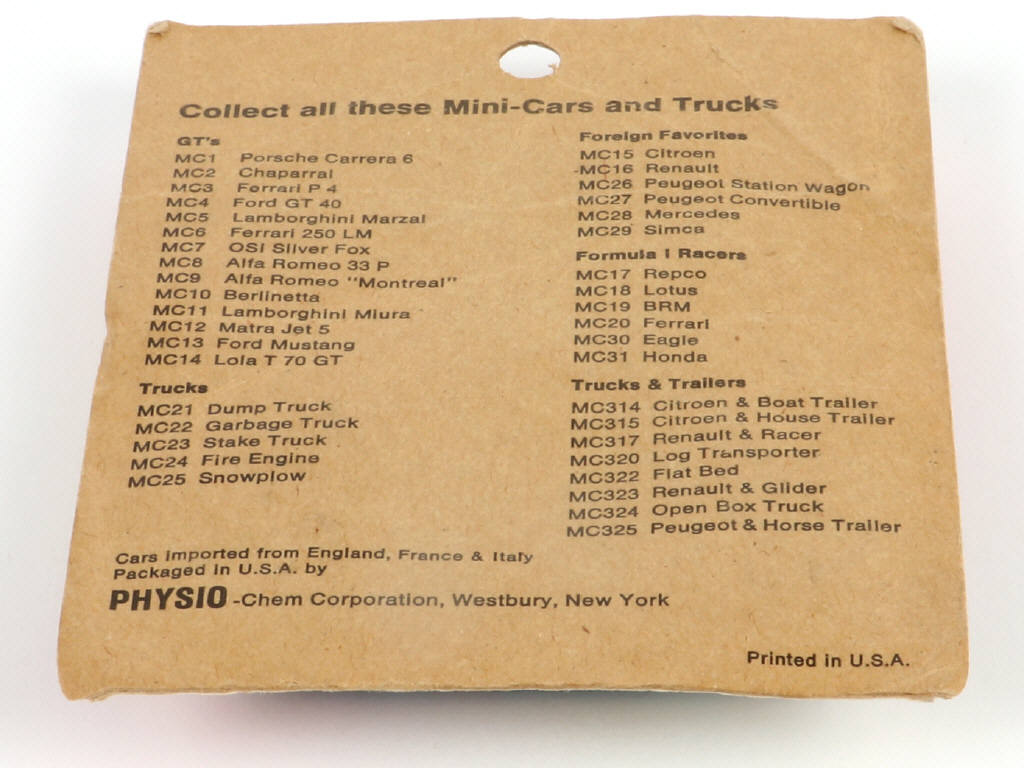 Collect all these Mini-Cars and Trucks
GT's
MC1 Porsche Carrera 6
MC2 Chaparral
MC3 Ferrari P 4
MC4 Ford GT 40
MC5 Lamborghini Marzal
MC6 Ferrari 250 LM
MC7 OSI Silver Fox
MC8 Alfa Romeo 33 P
MC9 Alfa Romeo "Montreal"
MC10 Berlinetta
MC11 Lamborghini Miura
MC12 Matra Jet 5
MC13 Ford Mustang
MC14 Lola T 70 GT
Trucks
MC21 Dump Truck
MC22 Garbage Truck
MC23 Stake Truck
MC24 Fire Engine
MC25 Snowplow
Foreign Favorites
MC15 Citroen
MC16 Renault
MC26 Peugeot Station Wagon
MC27 Peugeot Convertible
MC28 Mercedes
MC29 Simca
Formula I Racers
MC17 Repco
MC18 Lotus
MC19 BRM
MC20 Ferrari
MC30 Eagle
MC31 Honda
Trucks & Trailers
MC314 Citroen & Boat Trailer
MC315 Citroen & House Trailer
MC317 Renault & Racer
MC320 Log Transporter
MC322 Flat Bed
MC323 Renault & Glider
MC324 Open Box Truck
MC325 Peugeot & Horse Trailer
Cars imported from England, France & Italy
Packaged in U.S.A. by
PHYSIO-Chem Corporation, Westbury, New York
Printed in U.S.A.